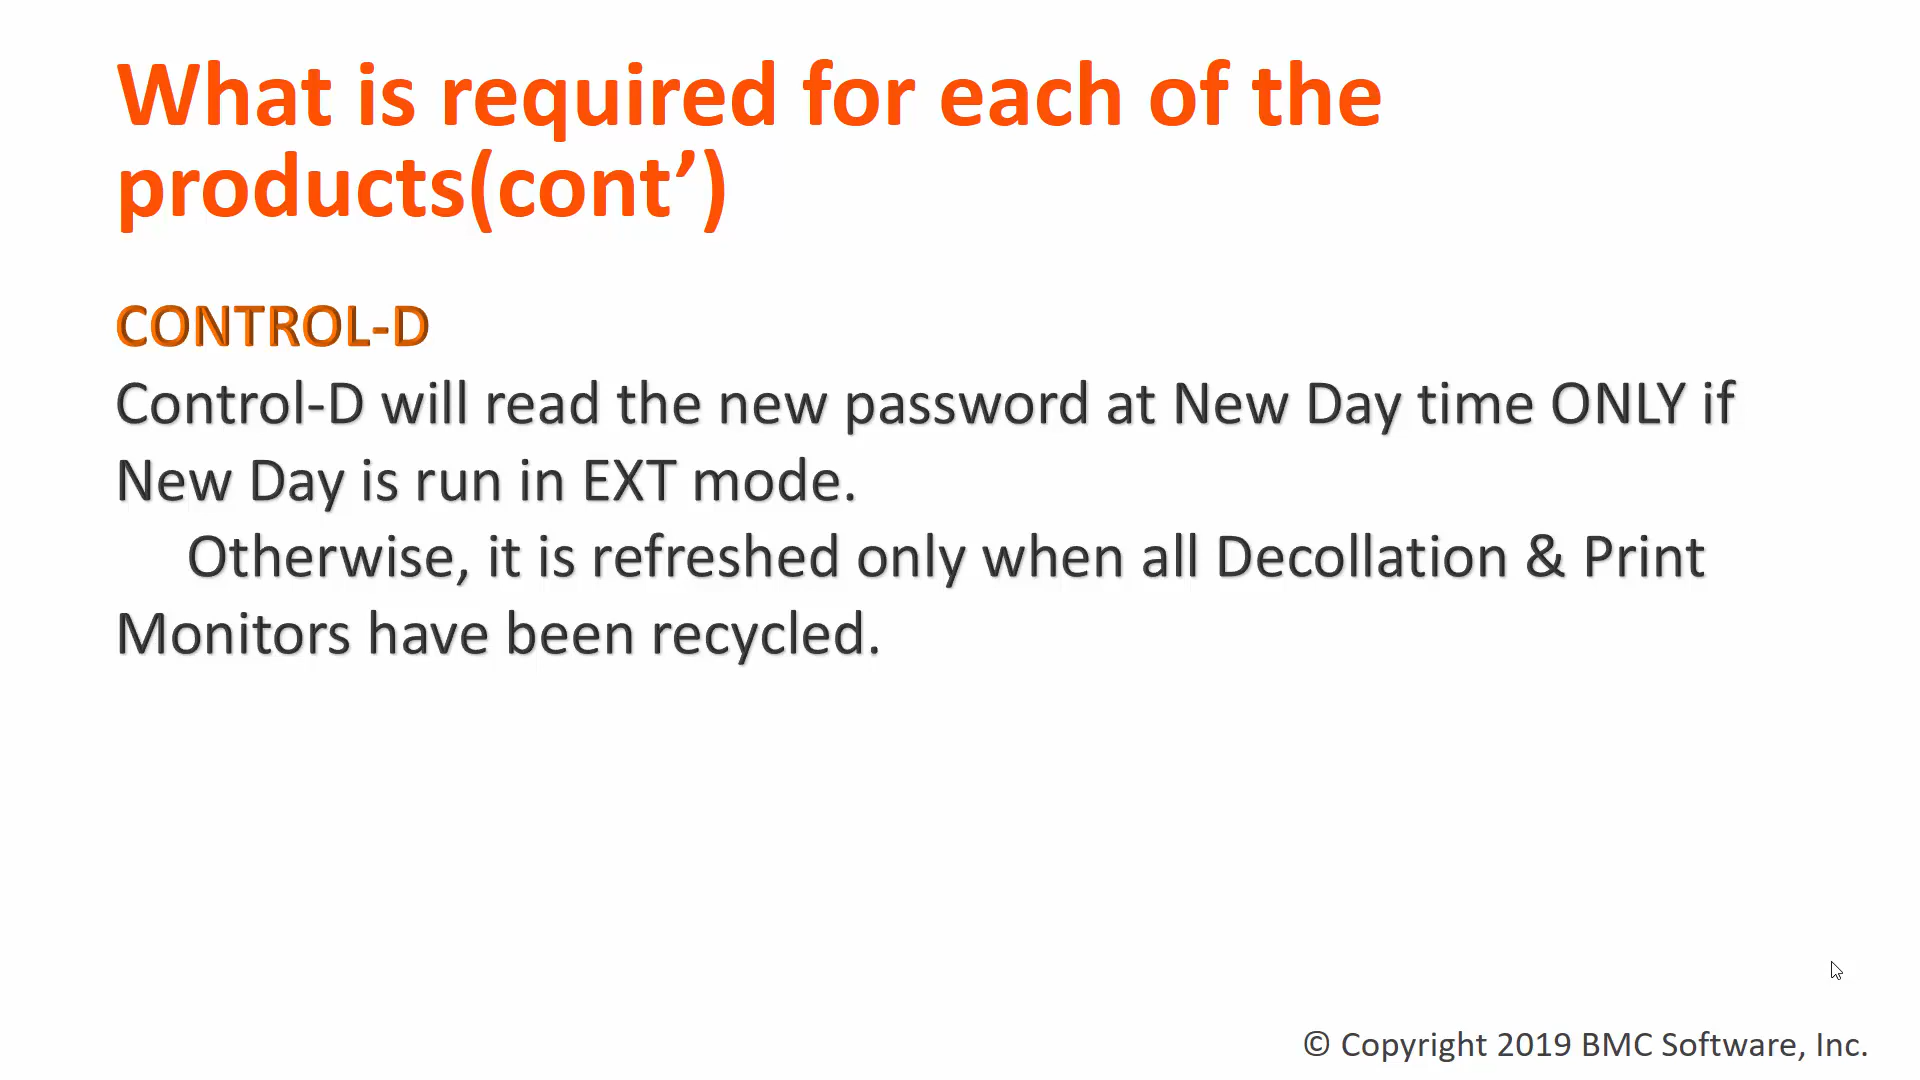 What is required for each of the
products(cont’)
CONTROL-D
Control-D will read the new password at New Day time ONLY if
New Day is run in EXT mode.
Otherwise, it is refreshed only when all Decollation & Print
Monitors have been recycled.
© Copyright 2019 BMC Software, Inc.